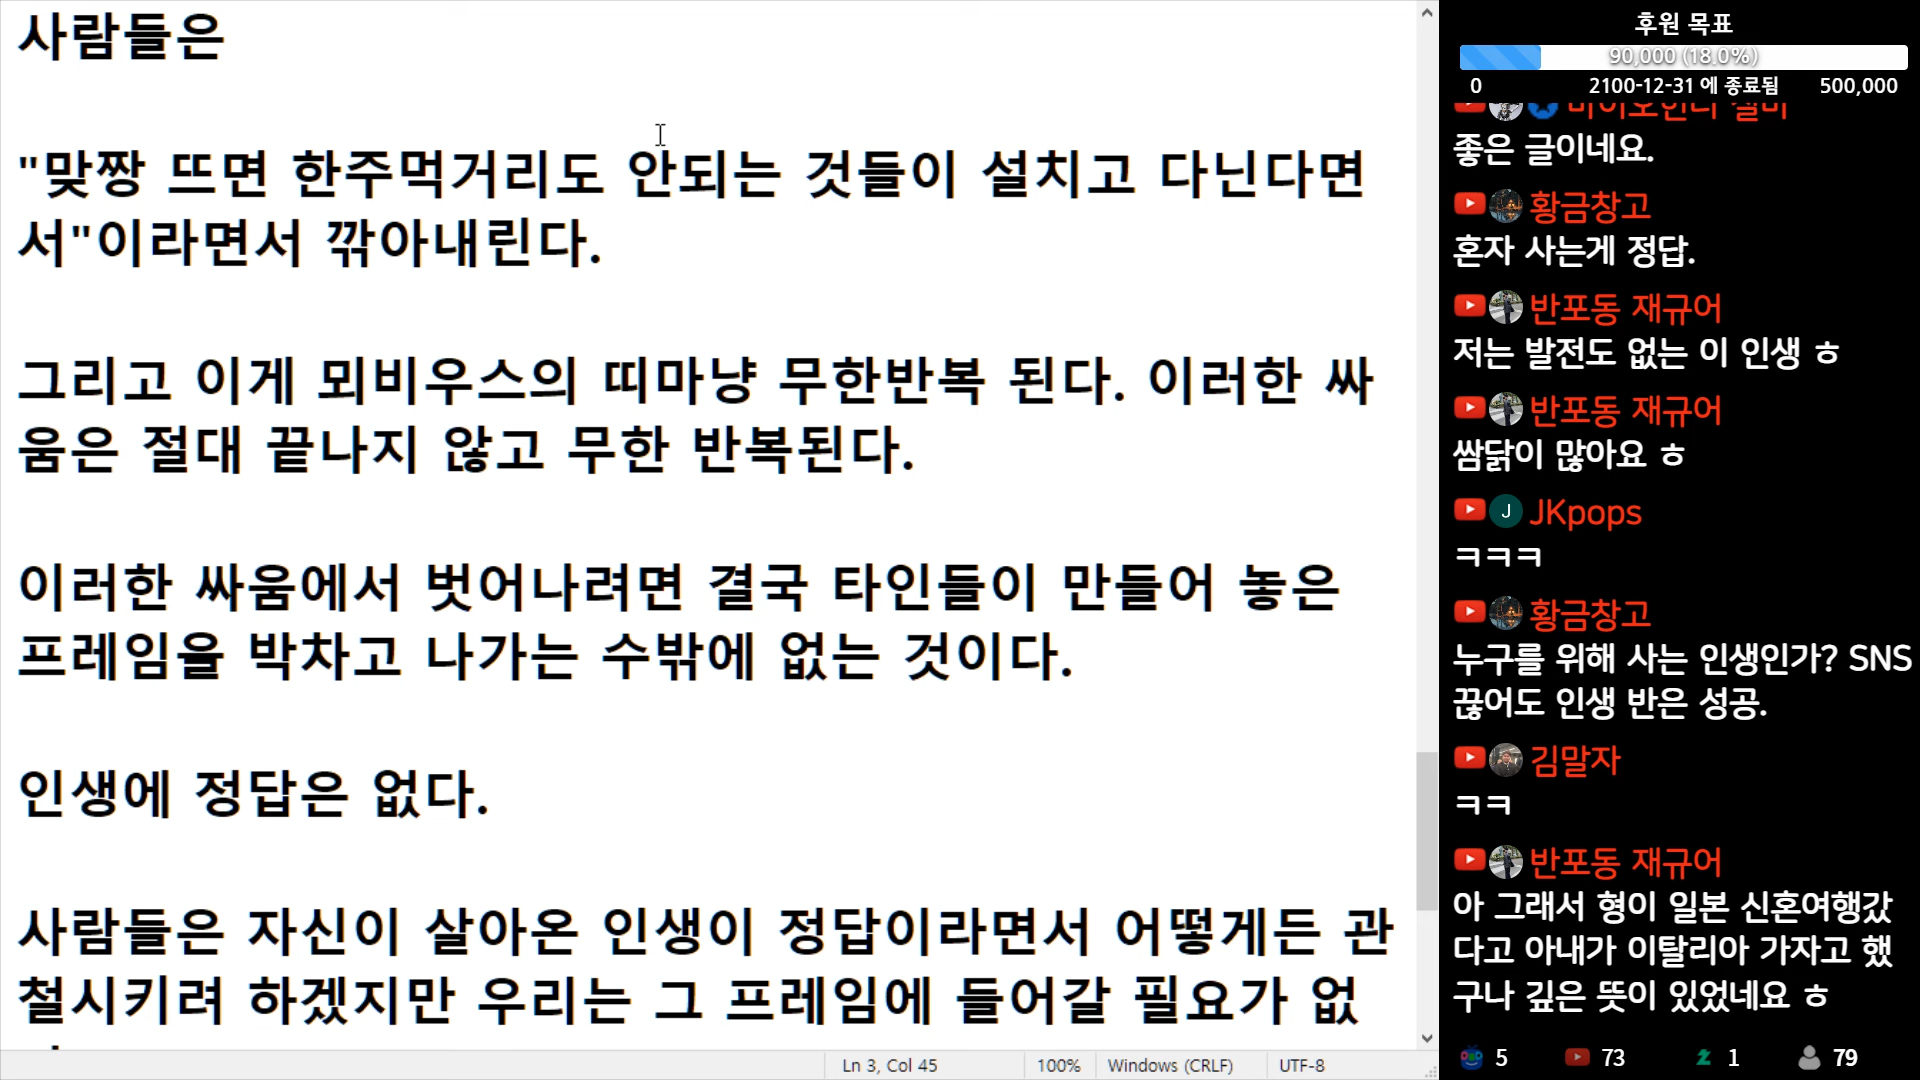 사람들은
"맞짱 뜨면 한주먹거리도 안되는 것들이 설치고 다닌다면
서"이라면서 깎아내린다.
그리고 이게 뫼비우스의 띠마냥 무한반복 된다. 이러한 싸
움은 절대 끝나지 않고 무한 반복된다.
이러한 싸움에서 벗어나려면 결국 타인들이 만들어 놓은
프레임을 박차고 나가는 수밖에 없는 것이다.
인생에 정답은 없다.
사람들은 자신이 살아온 인생이 정답이라면서 어떻게든 관
철시키려 하겠지만 우리는 그 프레임에 들어갈 필요가 없
Ln 3, Col 45
100%
Windows (CRLF)
UTF-8
후원 목표
90,000 (18.0%)
0
2100-12-31 에 종료됨
500,000
좋은 글이네요.
황금창고
혼자 사는게 정답.
반포동 재규어
저는 발전도 없는 이 인생 ㅎ
반포동 재규어
쌈닭이 많아요 ㅎ
J JKpops
ㅋㅋㅋ
황금창고
누구를 위해 사는 인생인가? SNS
끊어도 인생 반은 성공.
김말자
ㅋㅋ
반포동 재규어
아 그래서 형이 일본 신혼여행갔
다고 아내가 이탈리아 가자고 했
구나 깊은 뜻이 있었네요 ㅎ
5
73
1
79